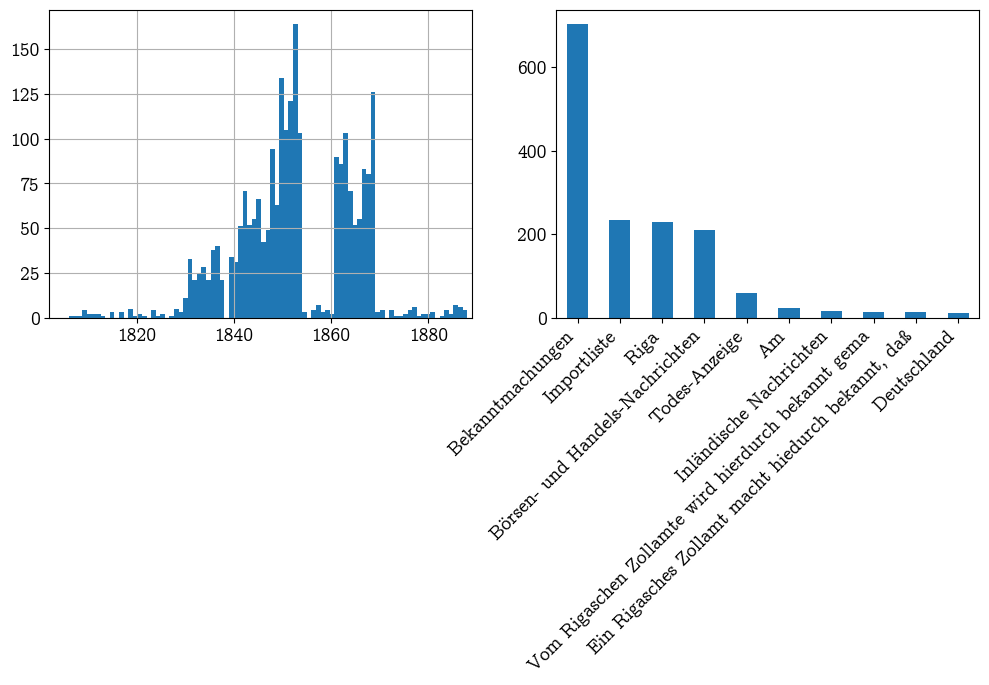 150
125
100
75
50
25
0
1820 1840 1860 1880
600
400
200
0
Bekanntmachungen
Importliste
Riga
Börsen- und Handels-Nachrichten
Todes-Anzeige
Am
Inländische Nachrichten
Vom Rigaschen Zollamte wird hierdurch bekannt gema
Ein Rigasches Zollamt macht hiedurch bekannt, daß
Deutschland